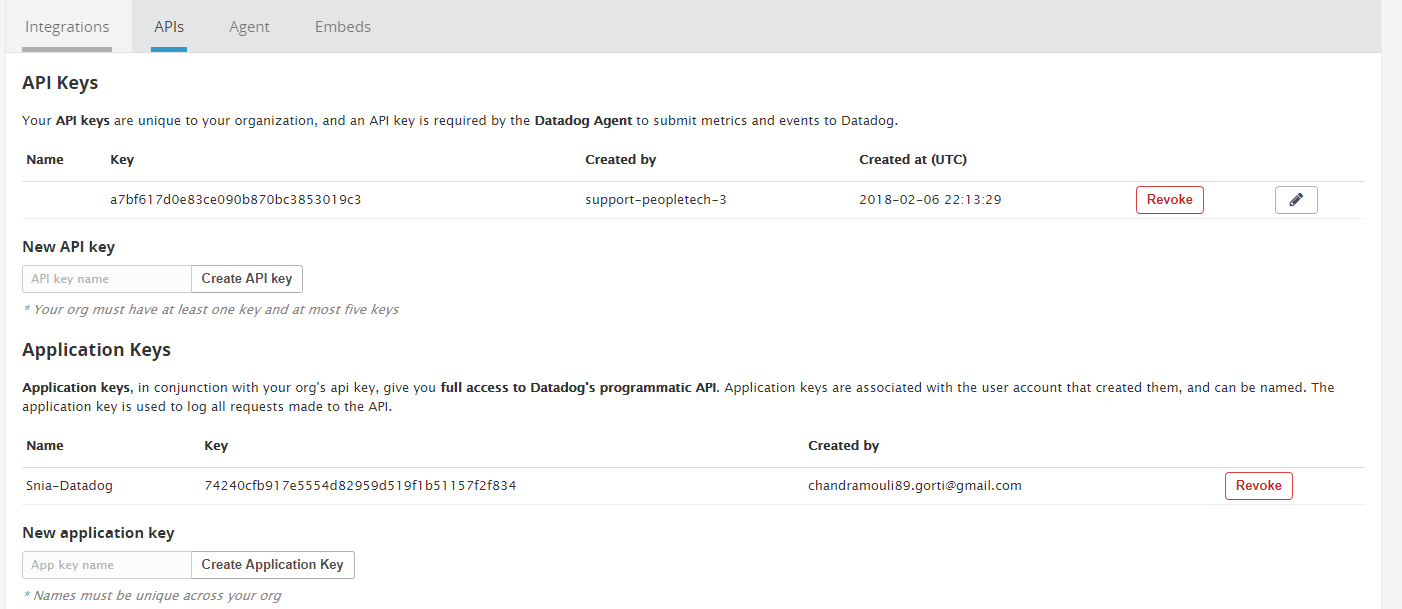 Integrations APIs Agent Embeds
API Keys
Your API keys are unique to your organization, and an API key is required by the Datadog Agent to submit metrics and events to Datadog.
Name Key Created by Created at (UTC)
a7bf617d0e83ce090b870bc3853019c3 support-peopletech-3 2018-02-06 22:13:29 Revoke
New API key
API key name Create API key
* Your org must have at least one key and at most five keys
Application Keys
Application keys, in conjunction with your org's api key, give you full access to Datadog's programmatic API. Application keys are associated with the user account that created them, and can be named. The
application key is used to log all requests made to the API.
Name Key Created by
Snia-Datadog 74240cfb917e5554d82959d519f1b51157f2f834 chandramouli89.gorti@gmail.com Revoke
New application key
App key name Create Application Key
* Names must be unique across your org